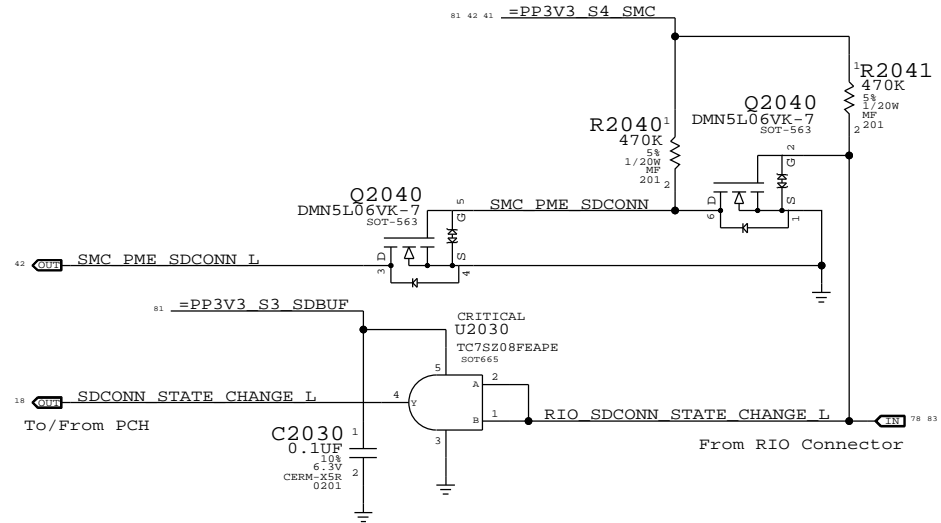 81 42 41 =PP3V3_S4_SMC
1 R2041
470K
5%
1/20W
MF
201
2
Q2040
DMN5L06VK-7
SOT-563
G 2
D
6
S
1
R2040 1
470K
5%
1/20W
MF
201
2
Q2040
DMN5L06VK-7
SOT-563
G 5
SMC_PME_SDCONN
D
3
S
4
42 OUT SMC_PME_SDCONN_L
81 =PP3V3_S3_SDBUF
CRITICAL
U2030
TC7SZ08FEAPE
SOT665
5
A 2
18 OUT SDCONN_STATE_CHANGE_L 4 Y
B 1 RIO_SDCONN_STATE_CHANGE_L IN 78 83
3
To/From PCH
From RIO Connector
C2030 1
0.1UF
10%
6.3V
CERM-X5R
0201
2